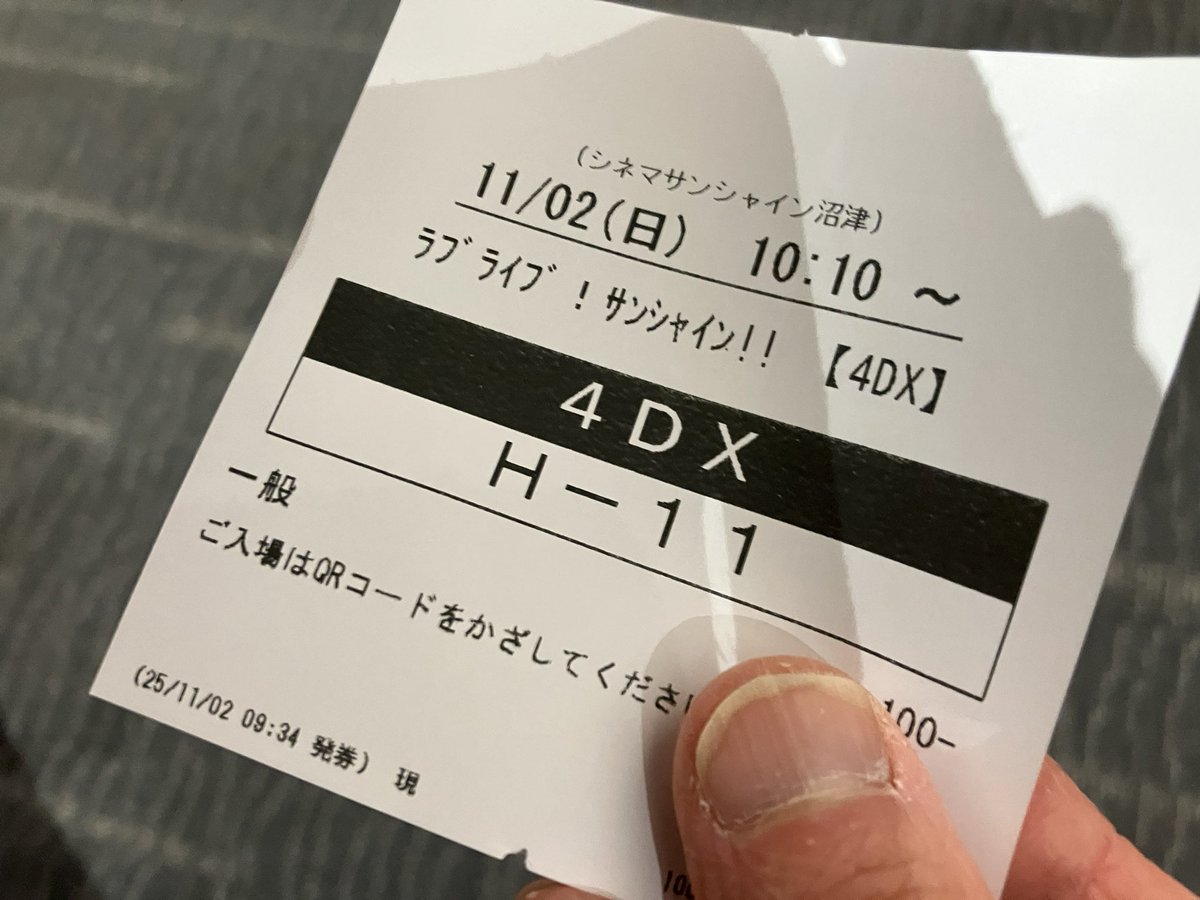 (シネマサンシャイン沼津)
11/02(日) 10:10 ～
ラブライブ！サンシャイン!! 【4DX】
4DX
H-11
一般
100-
ご入場はQRコードをかざしてくださ
(25/11/02 09:34 発券) 現